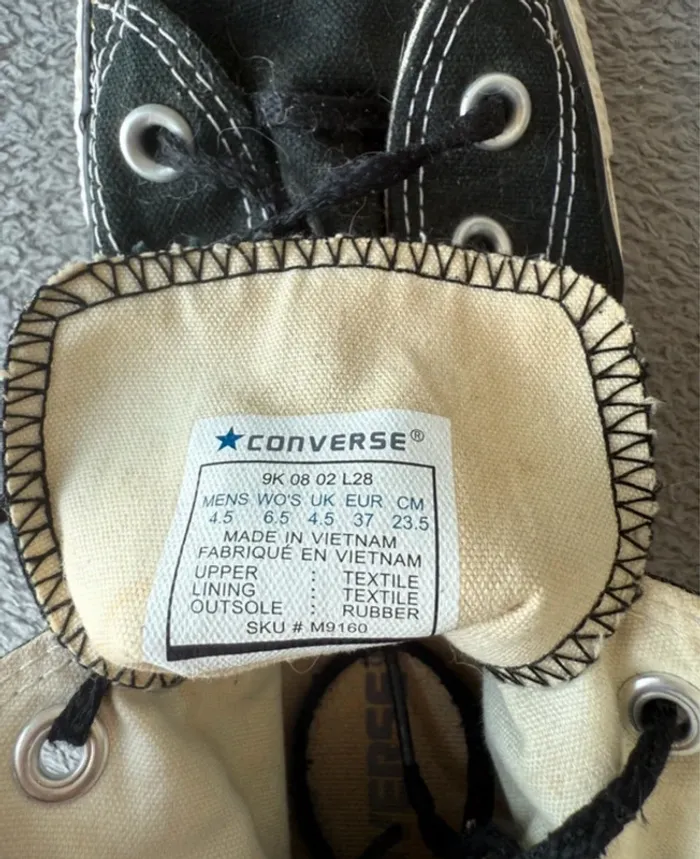 CONVERSE®
9K 08 02 L28
MENS WO'S UK EUR CM
4.5 6.5 4.5 37 23.5
MADE IN VIETNAM
FABRIQUÉ EN VIETNAM
UPPER : TEXTILE
LINING : TEXTILE
OUTSOLE : RUBBER
SKU # M9160